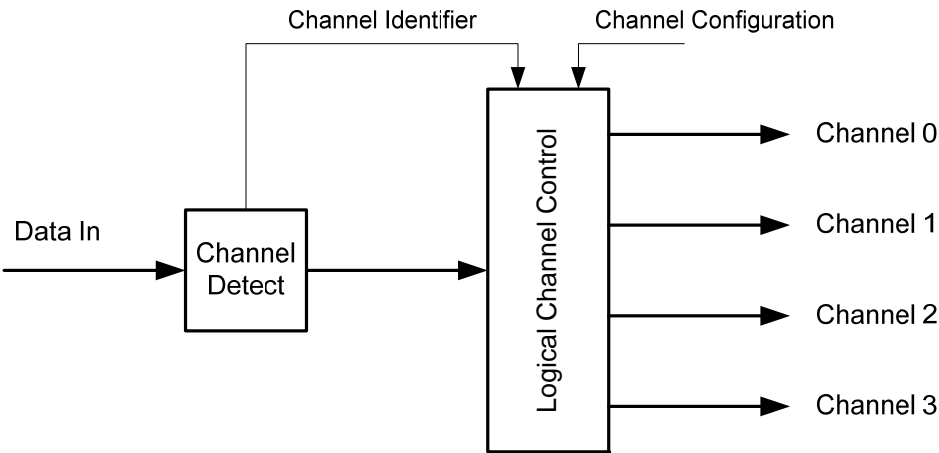 Channel Identifier
Channel Configuration
Data In
Channel
Detect
Logical Channel Control
Channel 0
Channel 1
Channel 2
Channel 3